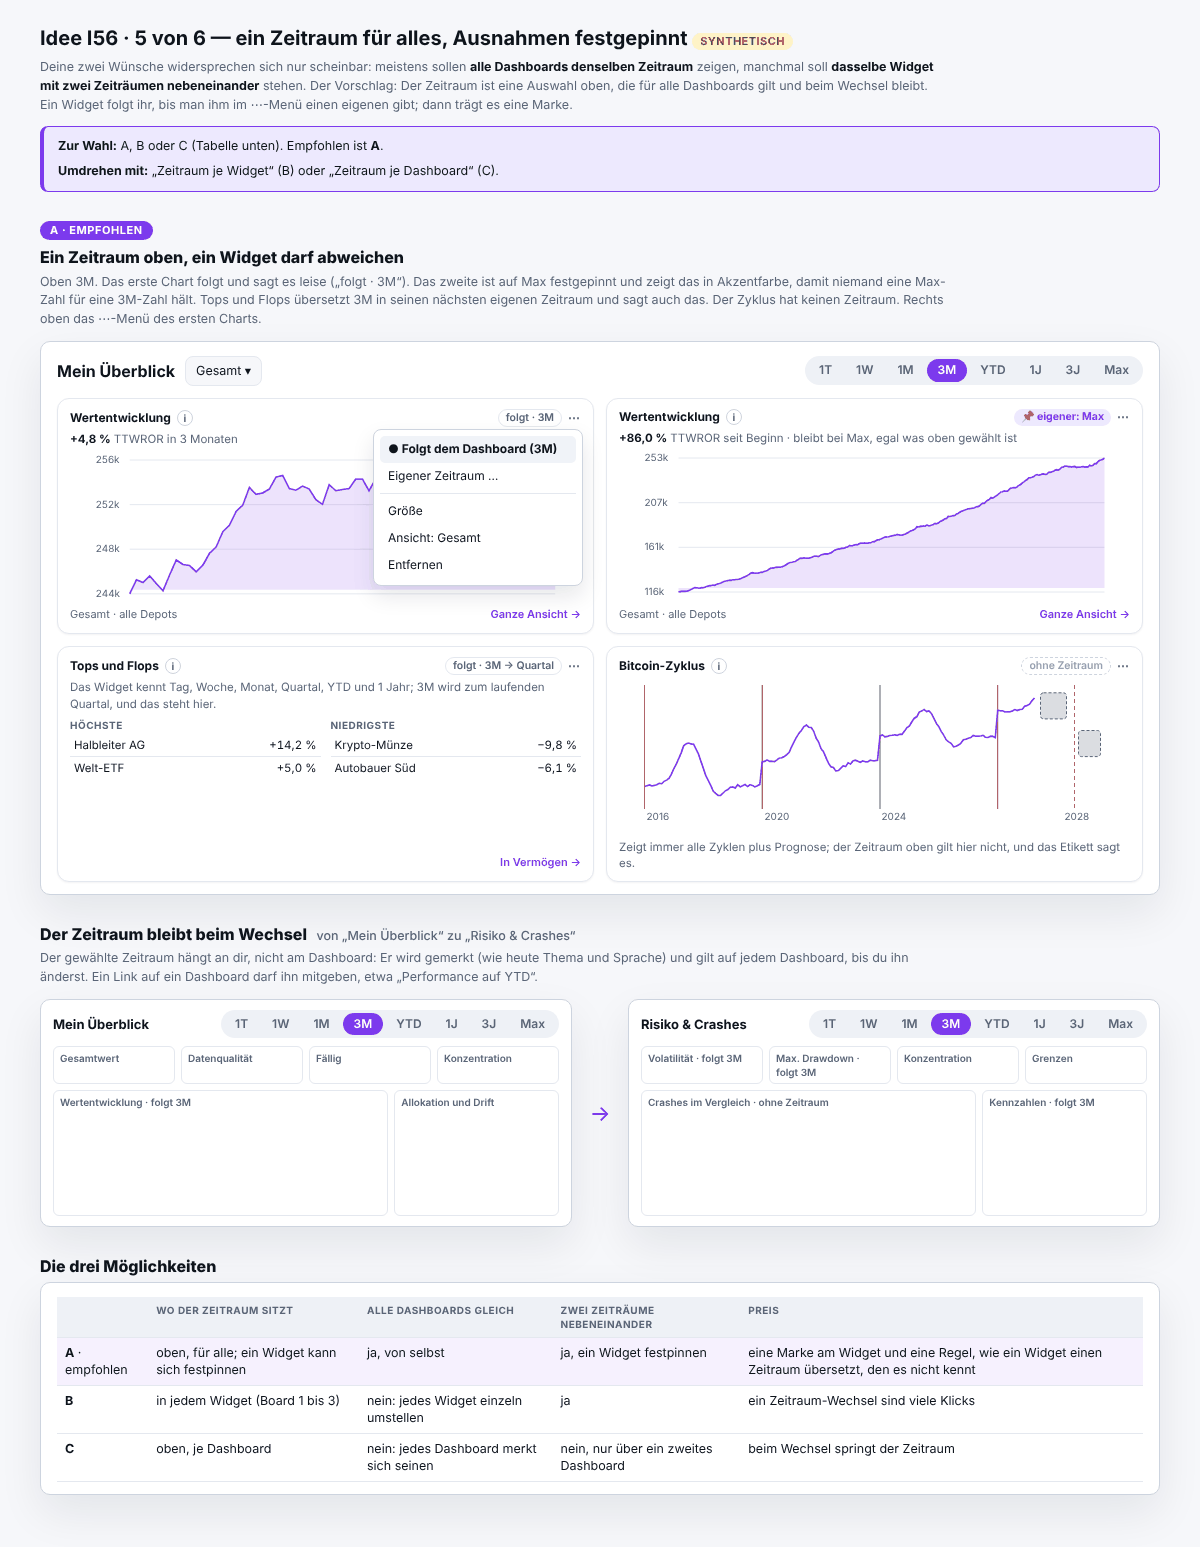 Idee I56 · 5 von 6 — ein Zeitraum für alles, Ausnahmen festgepinnt SYNTHETISCH
Deine zwei Wünsche widersprechen sich nur scheinbar: meistens sollen alle Dashboards denselben Zeitraum zeigen, manchmal soll dasselbe Widget
mit zwei Zeiträumen nebeneinander stehen. Der Vorschlag: Der Zeitraum ist eine Auswahl oben, die für alle Dashboards gilt und beim Wechsel bleibt.
Ein Widget folgt ihr, bis man ihm im ⋯-Menü einen eigenen gibt; dann trägt es eine Marke.
Zur Wahl: A, B oder C (Tabelle unten). Empfohlen ist A.
Umdrehen mit: „Zeitraum je Widget“ (B) oder „Zeitraum je Dashboard“ (C).
A · EMPFOHLEN
Ein Zeitraum oben, ein Widget darf abweichen
Oben 3M. Das erste Chart folgt und sagt es leise („folgt · 3M“). Das zweite ist auf Max festgepinnt und zeigt das in Akzentfarbe, damit niemand eine Max-
Zahl für eine 3M-Zahl hält. Tops und Flops übersetzt 3M in seinen nächsten eigenen Zeitraum und sagt auch das. Der Zyklus hat keinen Zeitraum. Rechts
oben das ⋯-Menü des ersten Charts.
Mein Überblick Gesamt ▾ 1T 1W 1M 3M YTD 1J 3J Max
Wertentwicklung i folgt · 3M ⋯
+4,8 % TTWROR in 3 Monaten
256k
252k
248k
244k
● Folgt dem Dashboard (3M)
Eigener Zeitraum …
Größe
Ansicht: Gesamt
Entfernen
Gesamt · alle Depots Ganze Ansicht →
Wertentwicklung i 📌 eigener: Max ⋯
+86,0 % TTWROR seit Beginn · bleibt bei Max, egal was oben gewählt ist
253k
207k
161k
116k
Gesamt · alle Depots Ganze Ansicht →
Tops und Flops i folgt · 3M → Quartal ⋯
Das Widget kennt Tag, Woche, Monat, Quartal, YTD und 1 Jahr; 3M wird zum laufenden
Quartal, und das steht hier.
HÖCHSTE NIEDRIGSTE
Halbleiter AG +14,2 % Krypto-Münze −9,8 %
Welt-ETF +5,0 % Autobauer Süd −6,1 %
In Vermögen →
Bitcoin-Zyklus i ohne Zeitraum ⋯
2016 2020 2024 2028
Zeigt immer alle Zyklen plus Prognose; der Zeitraum oben gilt hier nicht, und das Etikett sagt
es.
Der Zeitraum bleibt beim Wechsel von „Mein Überblick“ zu „Risiko & Crashes“
Der gewählte Zeitraum hängt an dir, nicht am Dashboard: Er wird gemerkt (wie heute Thema und Sprache) und gilt auf jedem Dashboard, bis du ihn
änderst. Ein Link auf ein Dashboard darf ihn mitgeben, etwa „Performance auf YTD“.
Mein Überblick 1T 1W 1M 3M YTD 1J 3J Max
Gesamtwert Datenqualität Fällig Konzentration
Wertentwicklung · folgt 3M Allokation und Drift
→
Risiko & Crashes 1T 1W 1M 3M YTD 1J 3J Max
Volatilität · folgt 3M Max. Drawdown · Konzentration Grenzen
folgt 3M
Crashes im Vergleich · ohne Zeitraum Kennzahlen · folgt 3M
Die drei Möglichkeiten
WO DER ZEITRAUM SITZT ALLE DASHBOARDS GLEICH ZWEI ZEITRÄUME PREIS
NEBENEINANDER
A · oben, für alle; ein Widget kann ja, von selbst ja, ein Widget festpinnen eine Marke am Widget und eine Regel, wie ein Widget einen
empfohlen sich festpinnen Zeitraum übersetzt, den es nicht kennt
B in jedem Widget (Board 1 bis 3) nein: jedes Widget einzeln ja ein Zeitraum-Wechsel sind viele Klicks
umstellen
C oben, je Dashboard nein: jedes Dashboard merkt nein, nur über ein zweites beim Wechsel springt der Zeitraum
sich seinen Dashboard